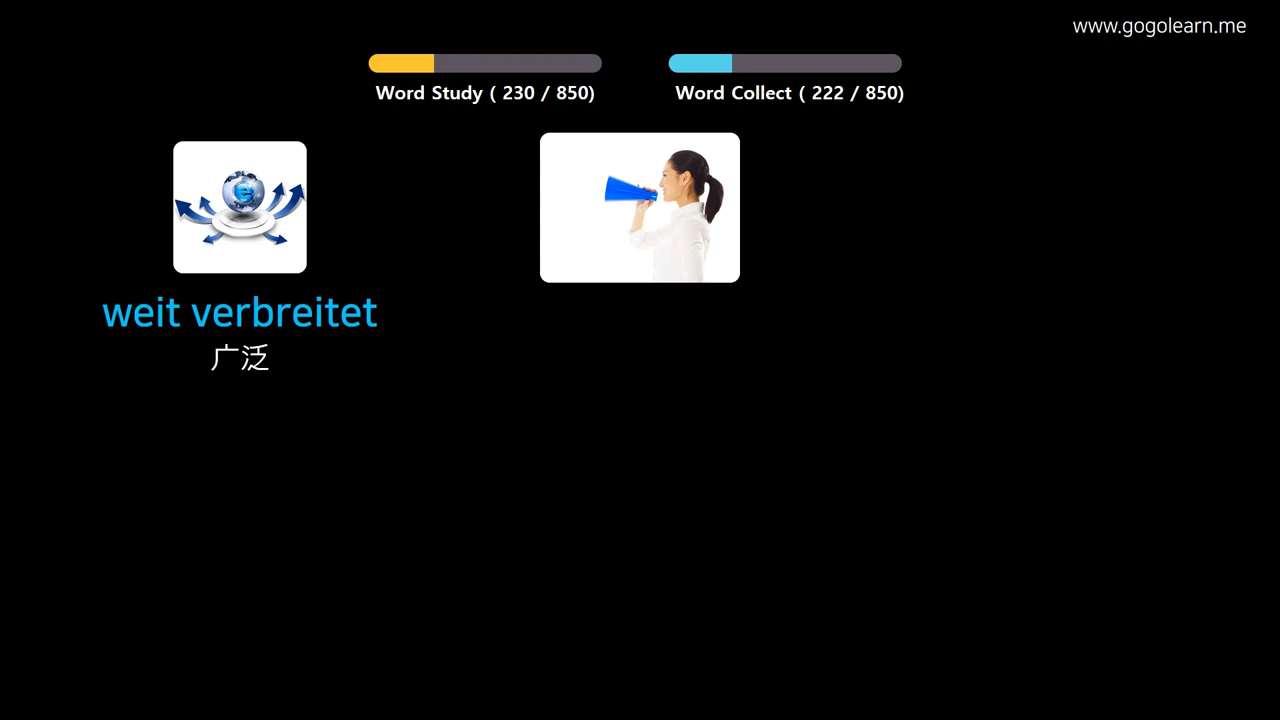 www.gogolearn.me
Word Study ( 230 / 850)
Word Collect ( 222 / 850)
weit verbreitet
广泛